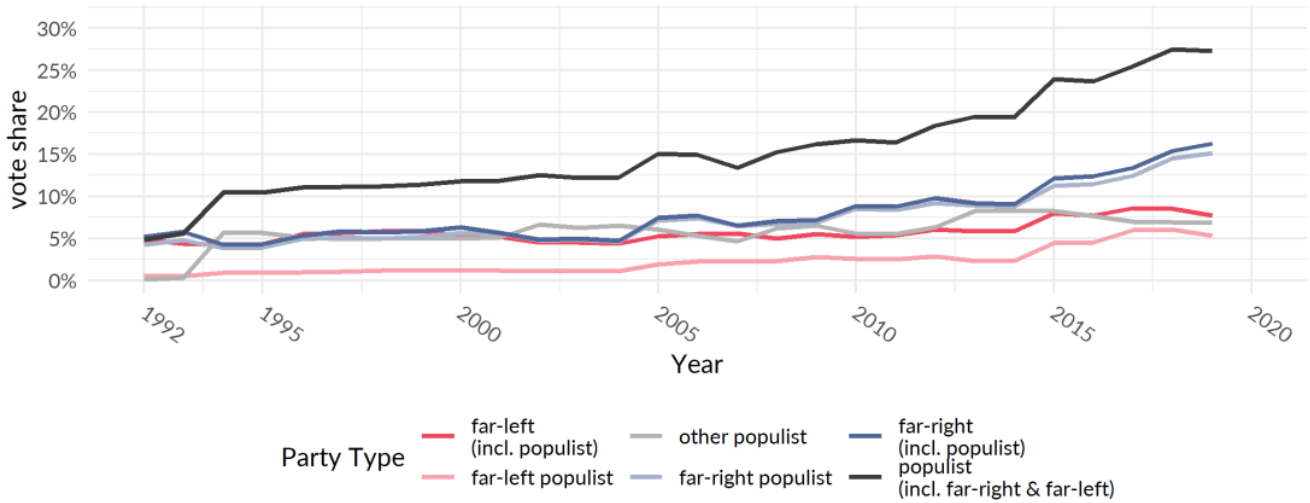 30%
25%
20%
15%
10%
5%
0%
vote share
1992
1995
2000
2005
2010
2015
2020
Year
Party Type
far-left
(incl. populist)
far-left populist
other populist
far-right populist
far-right
(incl. populist)
populist
(incl. far-right & far-left)